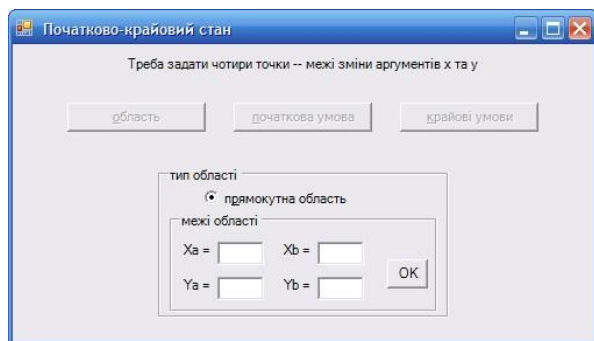 Початково-крайовий стан
Треба задати чотири точки -- межі зміни аргументів x та y
область початкова умова крайові умови
тип області
прямокутна область
межі області
Xa = Xb =
OK
Ya = Yb =